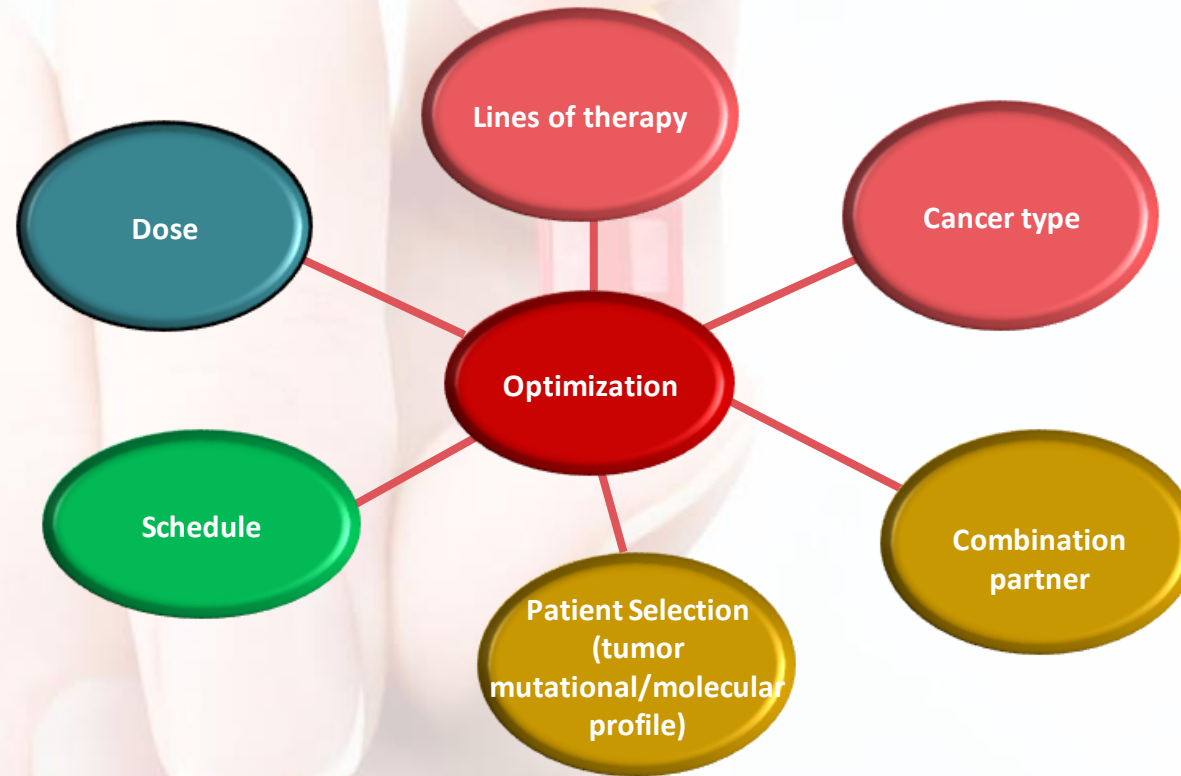 Lines of therapy
Dose
Cancer type
Optimization
Schedule
Combination
partner
Patient Selection
(tumor
mutational/molecular
profile)